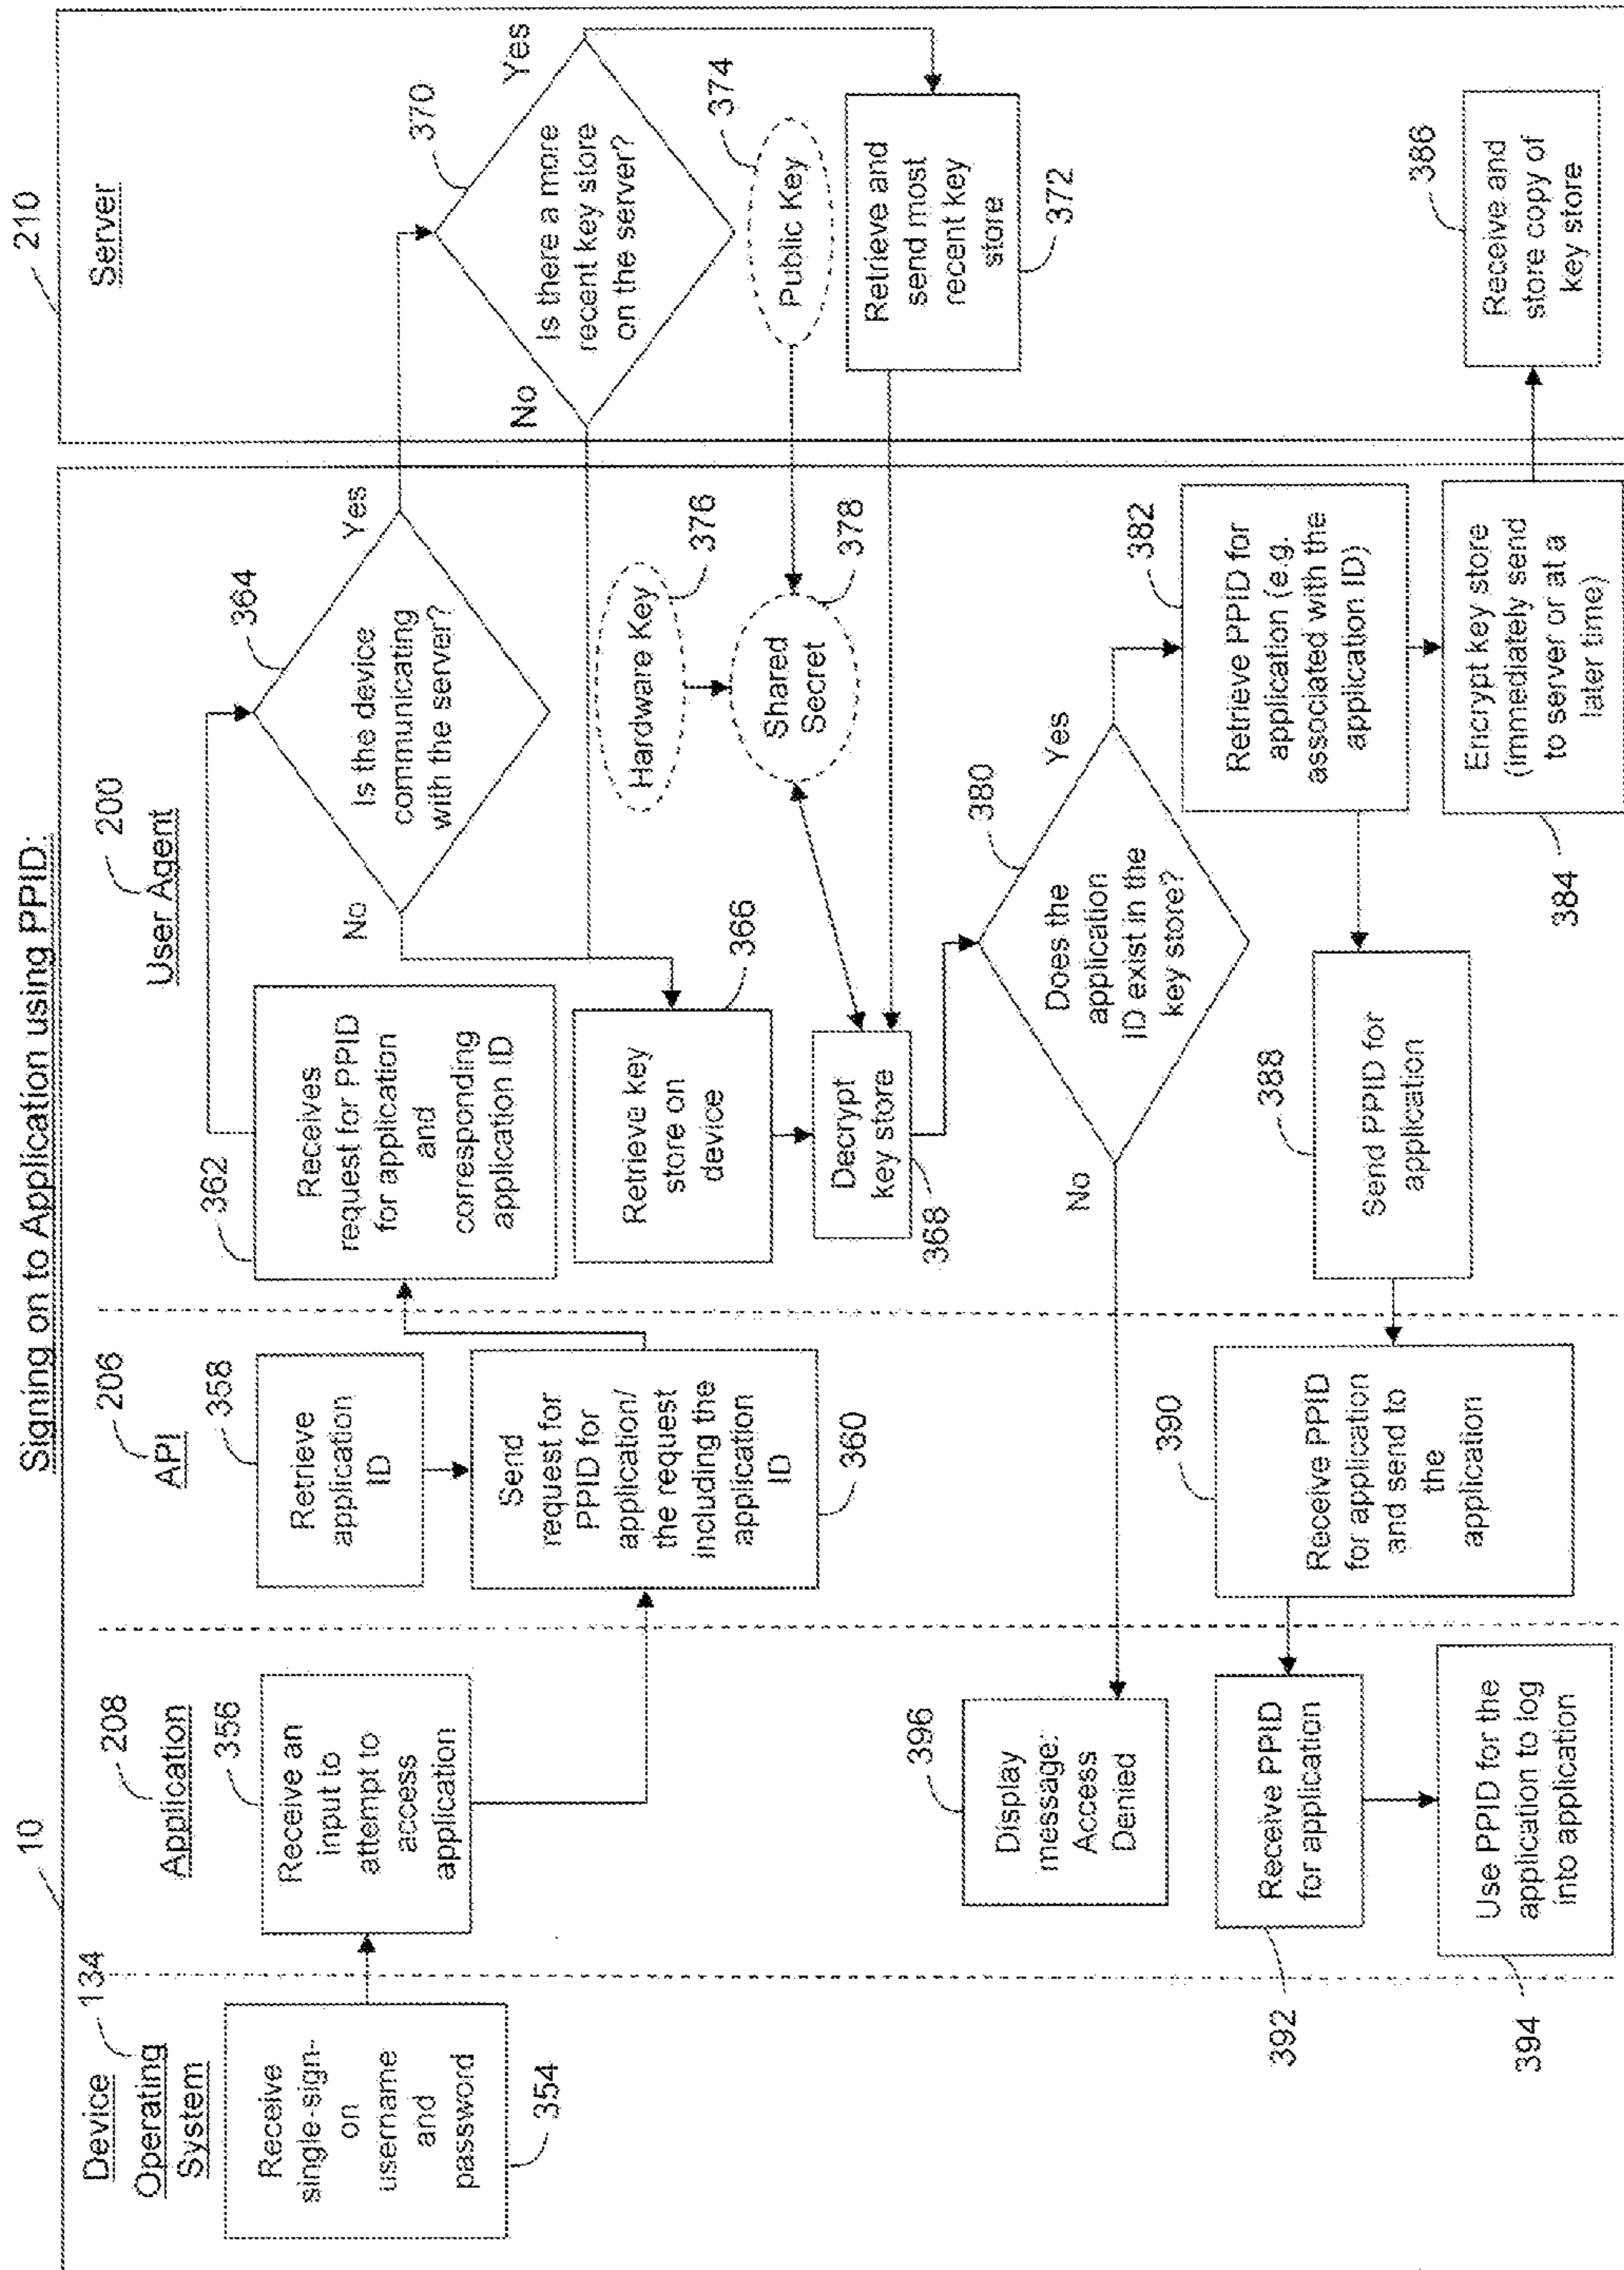 Signing on to Application using PPID:
10
210
Device
Operating
System
134
Application
208
API
206
User Agent
200
Server
Receive
single-sign-
on
username
and
password
354
356
Receive an
input to
attempt to
access
application
358
Retrieve
application
ID
Send
request for
PPID for
application/
the request
including the
application
ID
360
362
Receives
request for PPID
for application
and
corresponding
application ID
364
Is the device
communicating
with the server?
No
Yes
370
Is there a more
recent key store
on the server?
No
Yes
366
Retrieve key
store on
device
Hardware Key
376
Public Key
374
Shared
Secret
378
Retrieve and
send most
recent key
store
372
Decrypt
key store
368
380
Does the
application
ID exist in the
key store?
No
Yes
396
Display
message:
Access
Denied
382
Retrieve PPID for
application (e.g.
associated with the
application ID)
Encrypt key store
(immediately send
to server or at a
later time)
384
386
Receive and
store copy of
key store
388
Send PPID for
application
390
Receive PPID
for application
and send to
the
application
Receive PPID
for application
392
Use PPID for the
application to log
into application
394